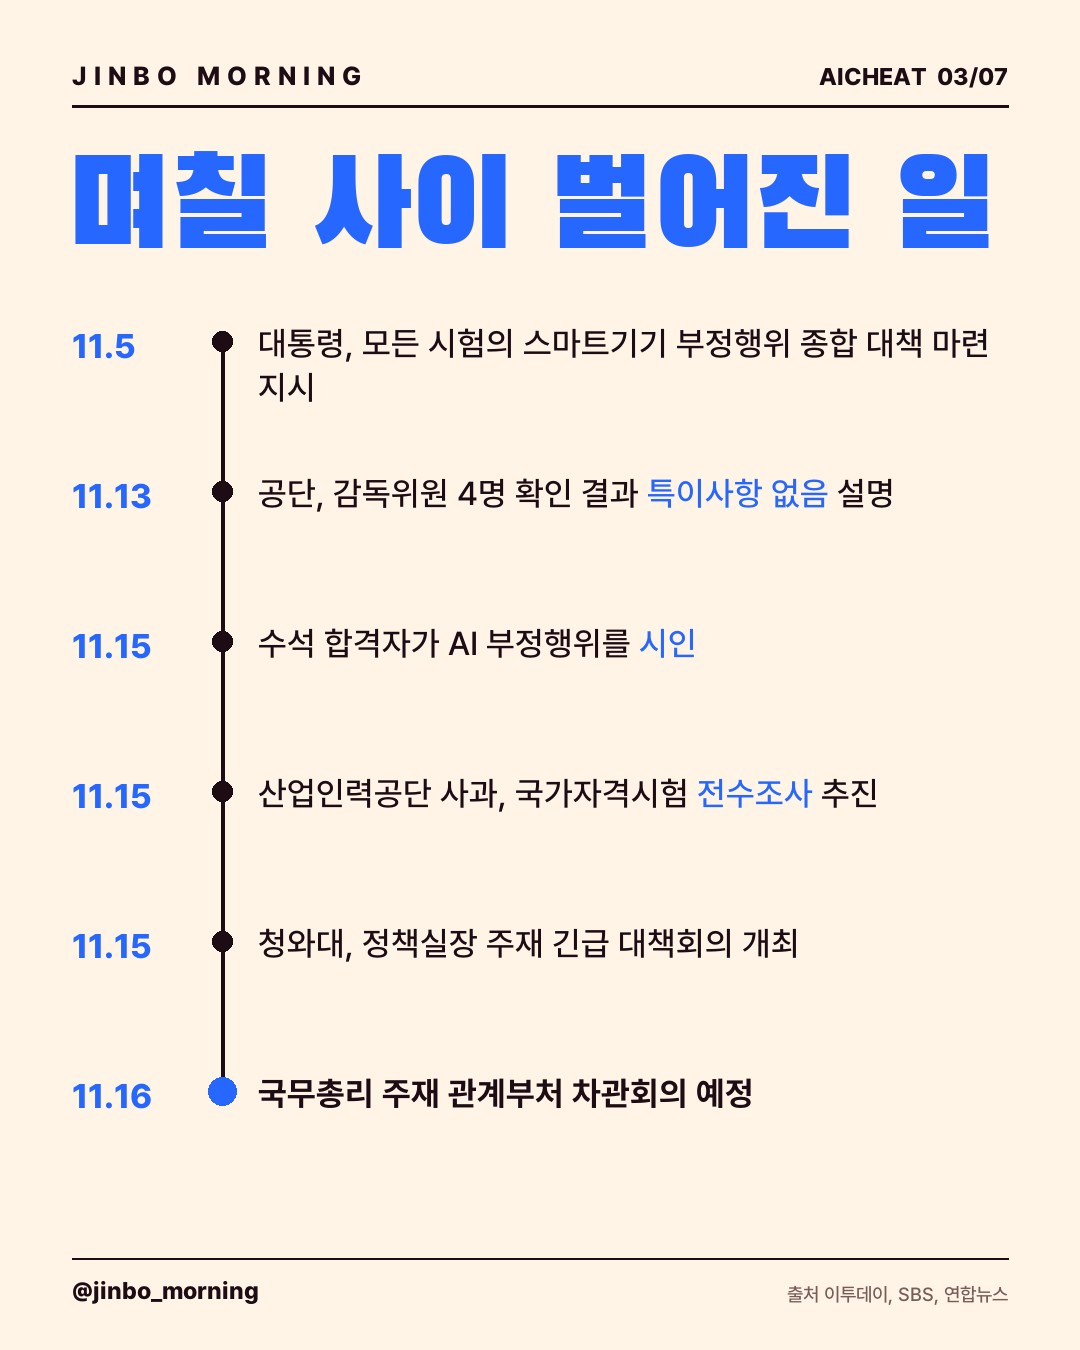 JINBO MORNING
AICHEAT 03/07
며칠 사이 벌어진 일
11.5
대통령, 모든 시험의 스마트기기 부정행위 종합 대책 마련
지시
11.13
공단, 감독위원 4명 확인 결과 특이사항 없음 설명
11.15
수석 합격자가 AI 부정행위를 시인
11.15
산업인력공단 사과, 국가자격시험 전수조사 추진
11.15
청와대, 정책실장 주재 긴급 대책회의 개최
11.16
국무총리 주재 관계부처 차관회의 예정
@jinbo_morning
출처 이투데이, SBS, 연합뉴스